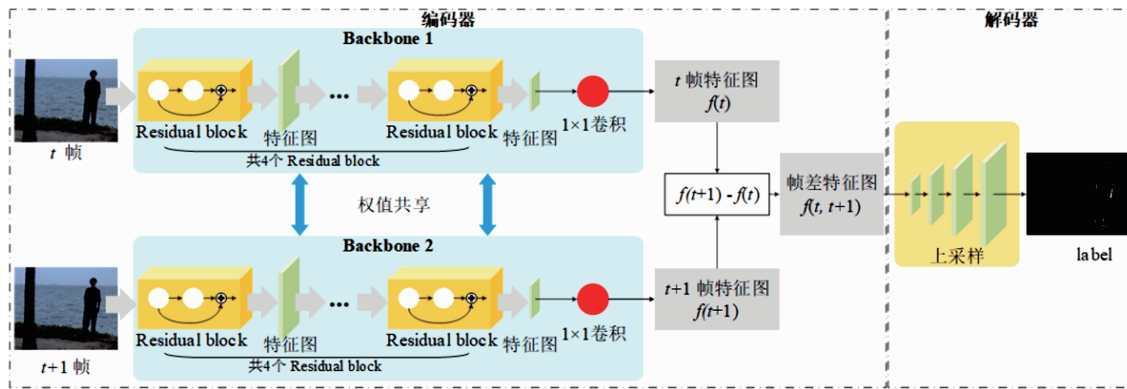 编码器
解码器
Backbone 1
Residual block
特征图
...
Residual block
特征图
1×1卷积
共4个 Residual block
t 帧
t 帧特征图
f(t)
权值共享
f(t+1) - f(t)
帧差特征图
f(t, t+1)
上采样
label
Backbone 2
Residual block
特征图
...
Residual block
特征图
1×1卷积
共4个 Residual block
t+1 帧
t+1 帧特征图
f(t+1)